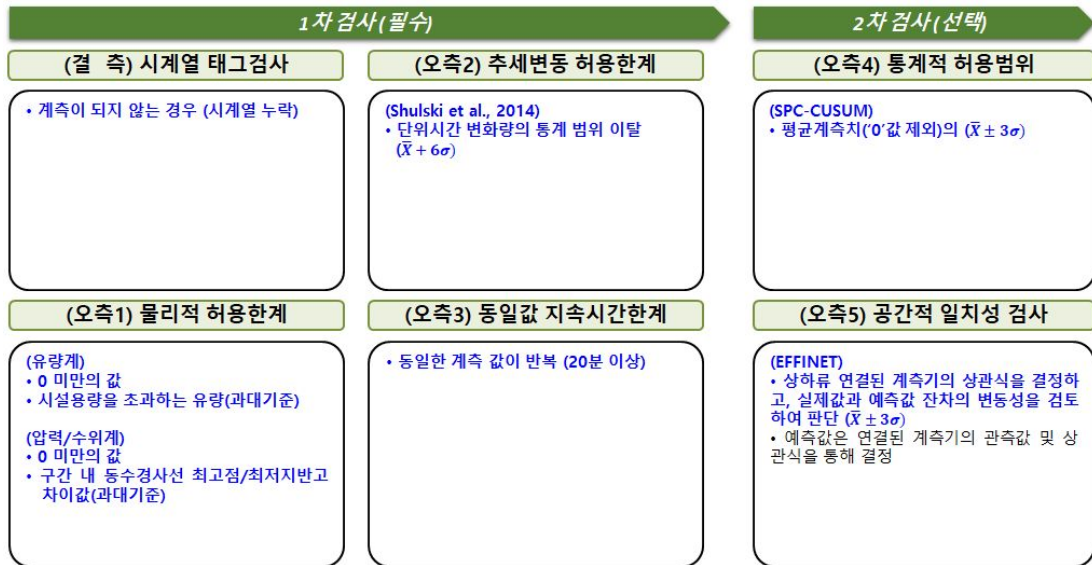 1차 검사(필수)
2차 검사(선택)
(결 측) 시계열 태그검사
• 계측이 되지 않는 경우 (시계열 누락)
(오측2) 추세변동 허용한계
(Shulski et al., 2014)
• 단위시간 변화량의 통계 범위 이탈
(X̄ + 6σ)
(오측4) 통계적 허용범위
(SPC-CUSUM)
• 평균계측치('0'값 제외)의 (X̄ ± 3σ)
(오측1) 물리적 허용한계
(유량계)
• 0 미만의 값
• 시설용량을 초과하는 유량(과대기준)
(압력/수위계)
• 0 미만의 값
• 구간 내 동수경사선 최고점/최저지반고
차이값(과대기준)
(오측3) 동일값 지속시간한계
• 동일한 계측 값이 반복 (20분 이상)
(오측5) 공간적 일치성 검사
(EFFINET)
• 상하류 연결된 계측기의 상관식을 결정하
고, 실제값과 예측값 잔차의 변동성을 검토
하여 판단 (X̄ ± 3σ)
• 예측값은 연결된 계측기의 관측값 및 상
관식을 통해 결정